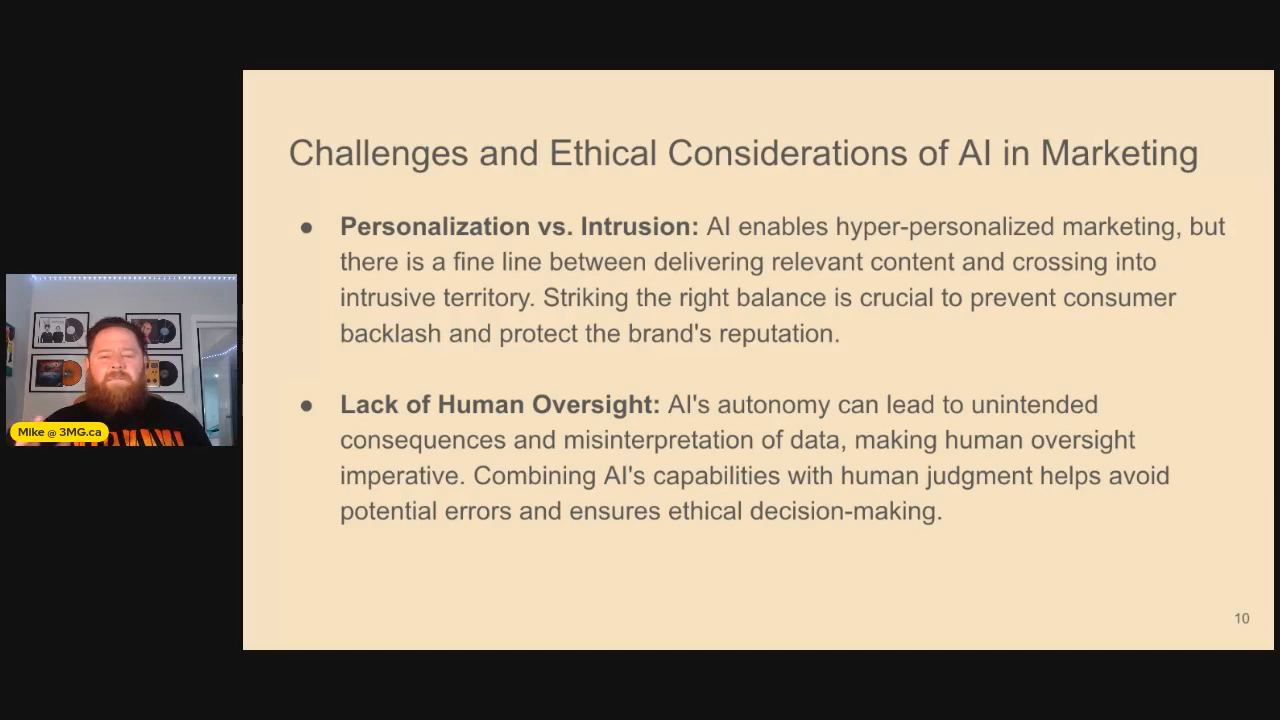 Challenges and Ethical Considerations of AI in Marketing
● Personalization vs. Intrusion: AI enables hyper-personalized marketing, but
there is a fine line between delivering relevant content and crossing into
intrusive territory. Striking the right balance is crucial to prevent consumer
backlash and protect the brand's reputation.
● Lack of Human Oversight: AI's autonomy can lead to unintended
consequences and misinterpretation of data, making human oversight
imperative. Combining AI's capabilities with human judgment helps avoid
potential errors and ensures ethical decision-making.
Mike @ 3MG.ca
10